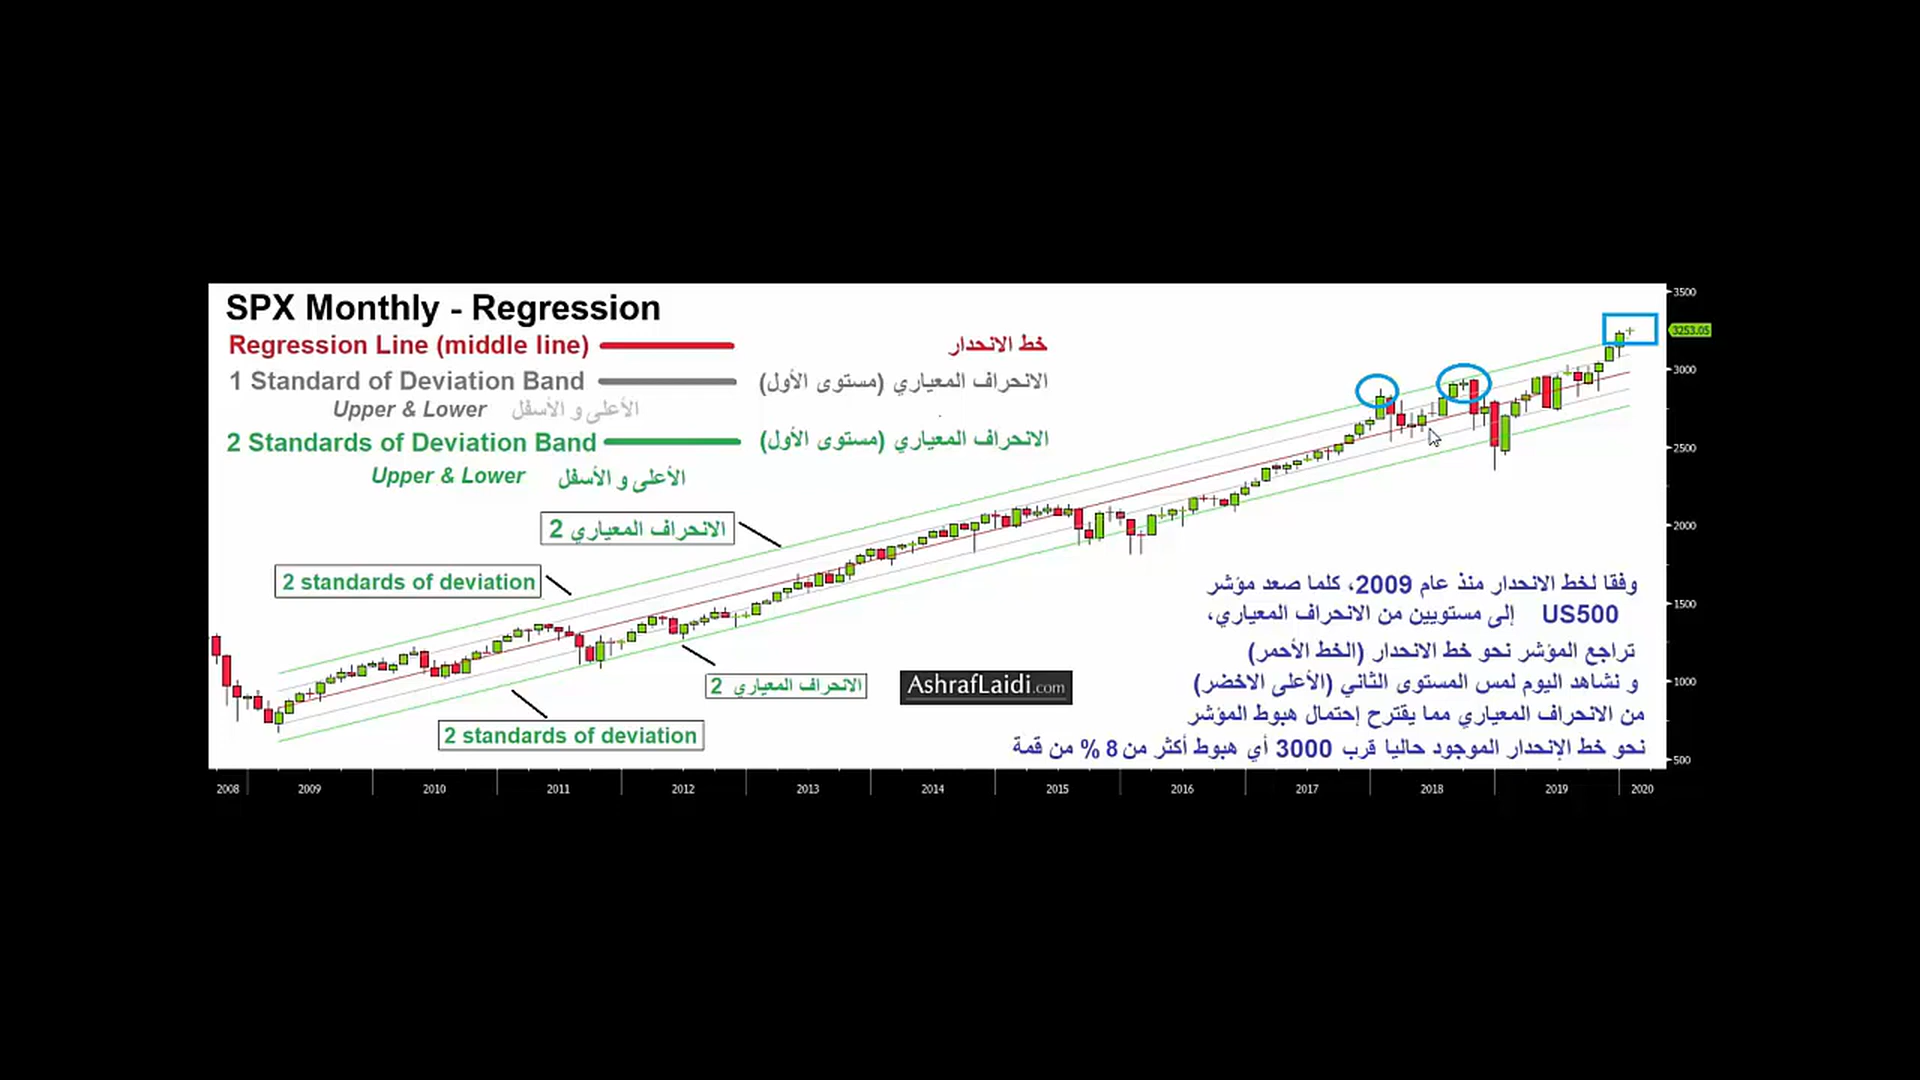 SPX Monthly - Regression
Regression Line (middle line) خط الانحدار
1 Standard of Deviation Band الانحراف المعياري (مستوى الأول)
Upper & Lower الأعلى و الأسفل
2 Standards of Deviation Band الانحراف المعياري (مستوى الأول)
Upper & Lower الأعلى و الأسفل
2 الانحراف المعياري
2 standards of deviation
2 الانحراف المعياري
2 standards of deviation
AshrafLaidi.com
وفقا لخط الانحدار منذ عام 2009، كلما صعد مؤشر
US500 إلى مستويين من الانحراف المعياري،
تراجع المؤشر نحو خط الانحدار (الخط الأحمر)
و نشاهد اليوم لمس المستوى الثاني (الأعلى الاخضر)
من الانحراف المعياري مما يقترح إحتمال هبوط المؤشر
نحو خط الإنحدار الموجود حاليا قرب 3000 أي هبوط أكثر من 8 % من قمة
3500
3253.05
3000
2500
2000
1500
1000
500
2008 2009 2010 2011 2012 2013 2014 2015 2016 2017 2018 2019 2020